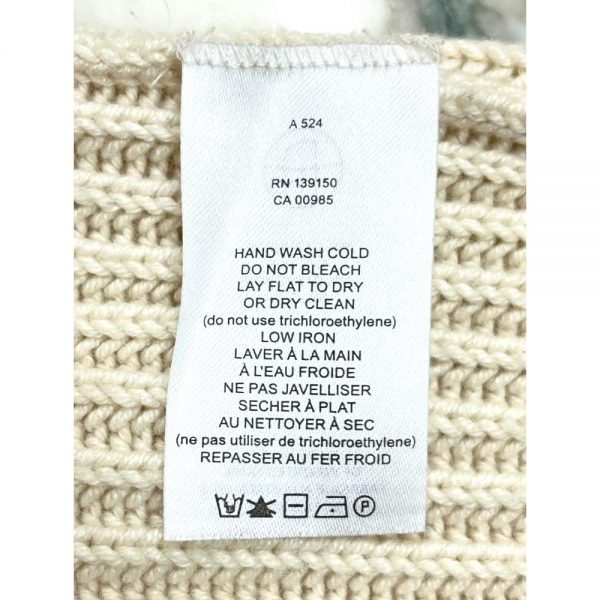 A 524
RN 139150
CA 00985
HAND WASH COLD
DO NOT BLEACH
LAY FLAT TO DRY
OR DRY CLEAN
(do not use trichloroethylene)
LOW IRON
LAVER À LA MAIN
À L'EAU FROIDE
NE PAS JAVELLISER
SECHER À PLAT
AU NETTOYER À SEC
(ne pas utiliser de trichloroethylene)
REPASSER AU FER FROID
P